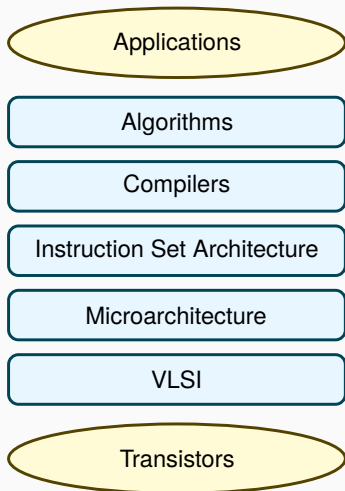 Applications
Algorithms
Compilers
Instruction Set Architecture
Microarchitecture
VLSI
Transistors